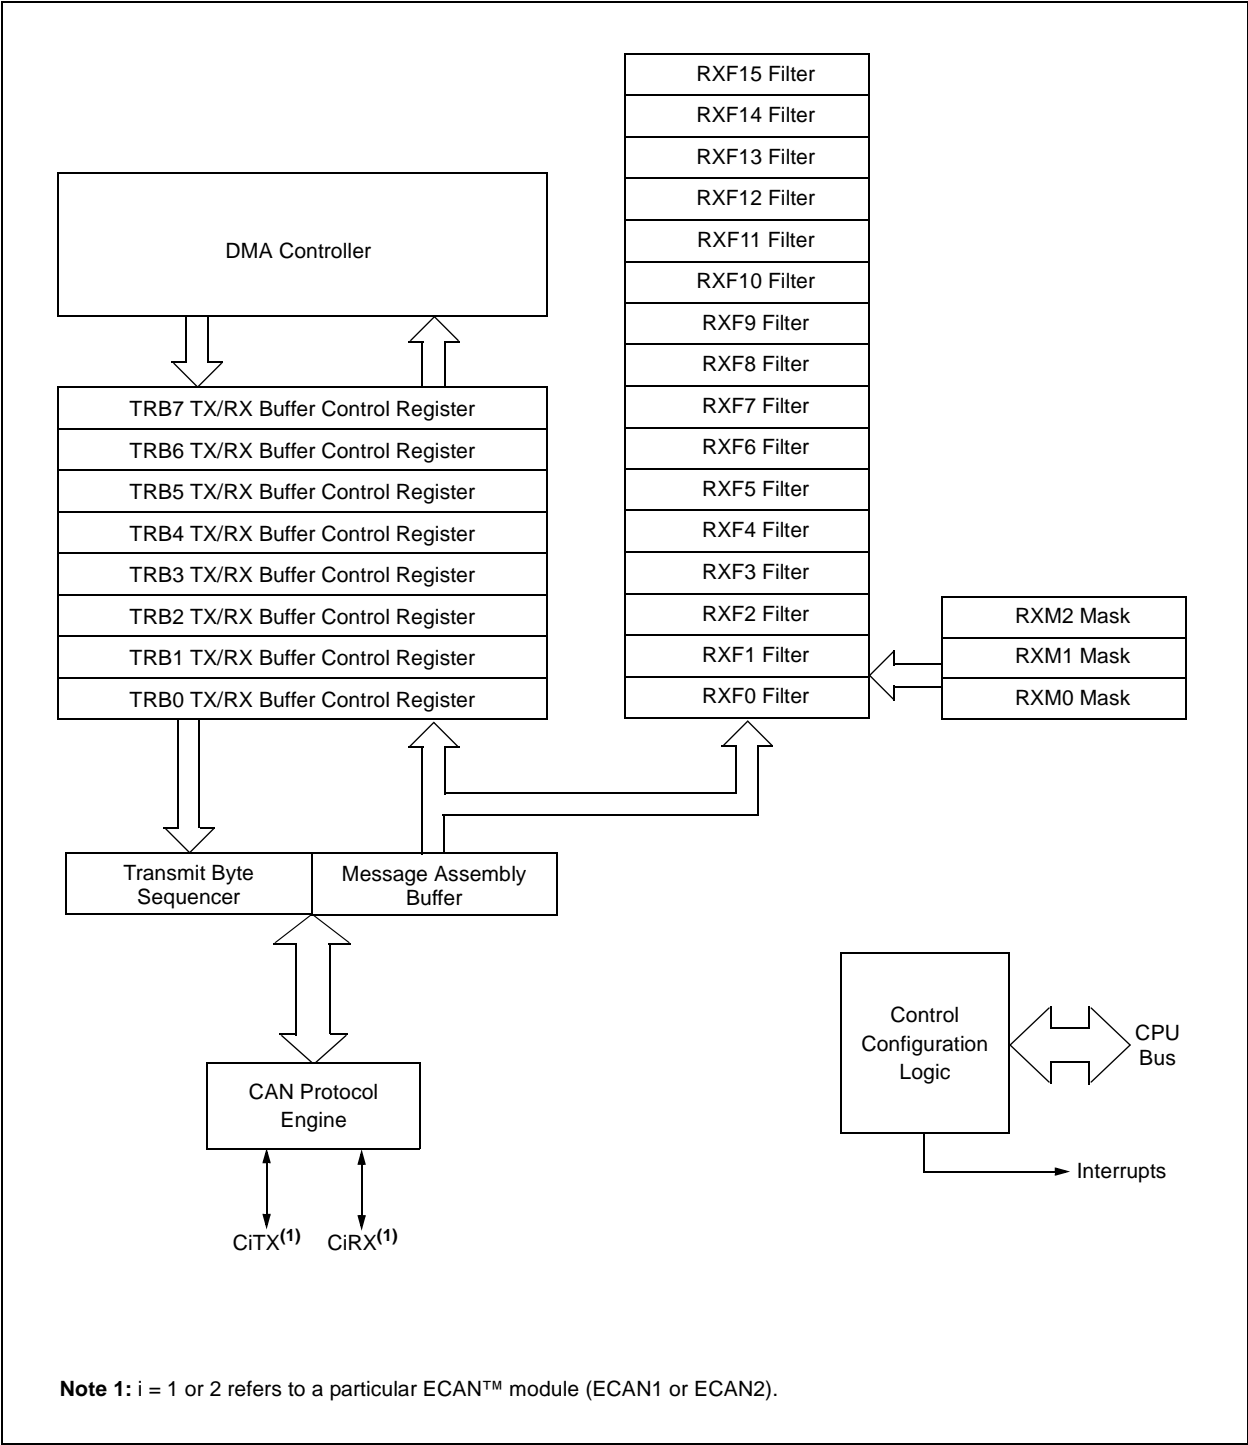 RXF15 Filter
RXF14 Filter
RXF13 Filter
RXF12 Filter
RXF11 Filter
RXF10 Filter
RXF9 Filter
RXF8 Filter
RXF7 Filter
RXF6 Filter
RXF5 Filter
RXF4 Filter
RXF3 Filter
RXF2 Filter
RXF1 Filter
RXF0 Filter
DMA Controller
TRB7 TX/RX Buffer Control Register
TRB6 TX/RX Buffer Control Register
TRB5 TX/RX Buffer Control Register
TRB4 TX/RX Buffer Control Register
TRB3 TX/RX Buffer Control Register
TRB2 TX/RX Buffer Control Register
TRB1 TX/RX Buffer Control Register
TRB0 TX/RX Buffer Control Register
RXM2 Mask
RXM1 Mask
RXM0 Mask
Transmit Byte
Sequencer
Message Assembly
Buffer
Control
Configuration
Logic
CPU
Bus
CAN Protocol
Engine
Interrupts
CiTX(1)
CiRX(1)
Note 1: i = 1 or 2 refers to a particular ECAN™ module (ECAN1 or ECAN2).